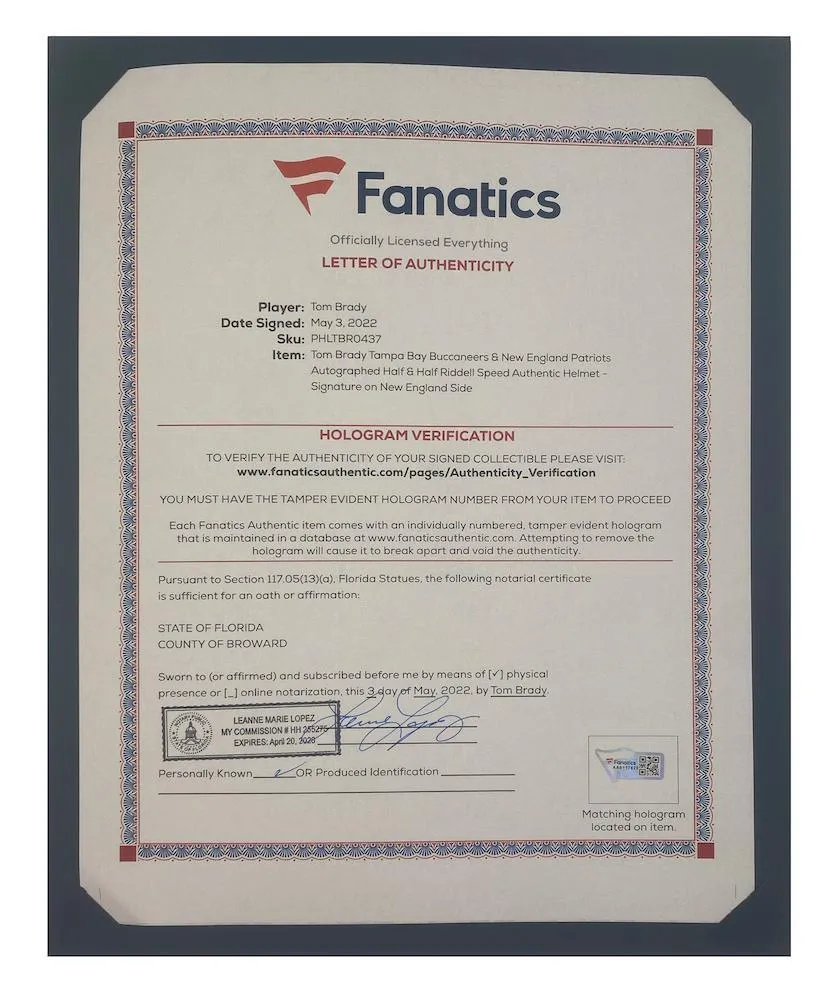 Fanatics
Officially Licensed Everything
LETTER OF AUTHENTICITY
Player: Tom Brady
Date Signed: May 3, 2022
Sku: PHLTBR0437
Item: Tom Brady Tampa Bay Buccaneers & New England Patriots
Autographed Half & Half Riddell Speed Authentic Helmet -
Signature on New England Side
HOLOGRAM VERIFICATION
TO VERIFY THE AUTHENTICITY OF YOUR SIGNED COLLECTIBLE PLEASE VISIT:
www.fanaticsauthentic.com/pages/Authenticity_Verification
YOU MUST HAVE THE TAMPER EVIDENT HOLOGRAM NUMBER FROM YOUR ITEM TO PROCEED
Each Fanatics Authentic item comes with an individually numbered, tamper evident hologram
that is maintained in a database at www.fanaticsauthentic.com. Attempting to remove the
hologram will cause it to break apart and void the authenticity.
Pursuant to Section 117.05(13)(a), Florida Statues, the following notarial certificate
is sufficient for an oath or affirmation:
STATE OF FLORIDA
COUNTY OF BROWARD
Sworn to (or affirmed) and subscribed before me by means of [✓] physical
presence or [_] online notarization, this 3 day of May, 2022, by Tom Brady.
NOTARY PUBLIC
STATE OF FLORIDA
LEANNE MARIE LOPEZ
MY COMMISSION # HH 255275
EXPIRES: April 20, 2026
Personally Known ✓ OR Produced Identification
Fanatics
Matching hologram
located on item.